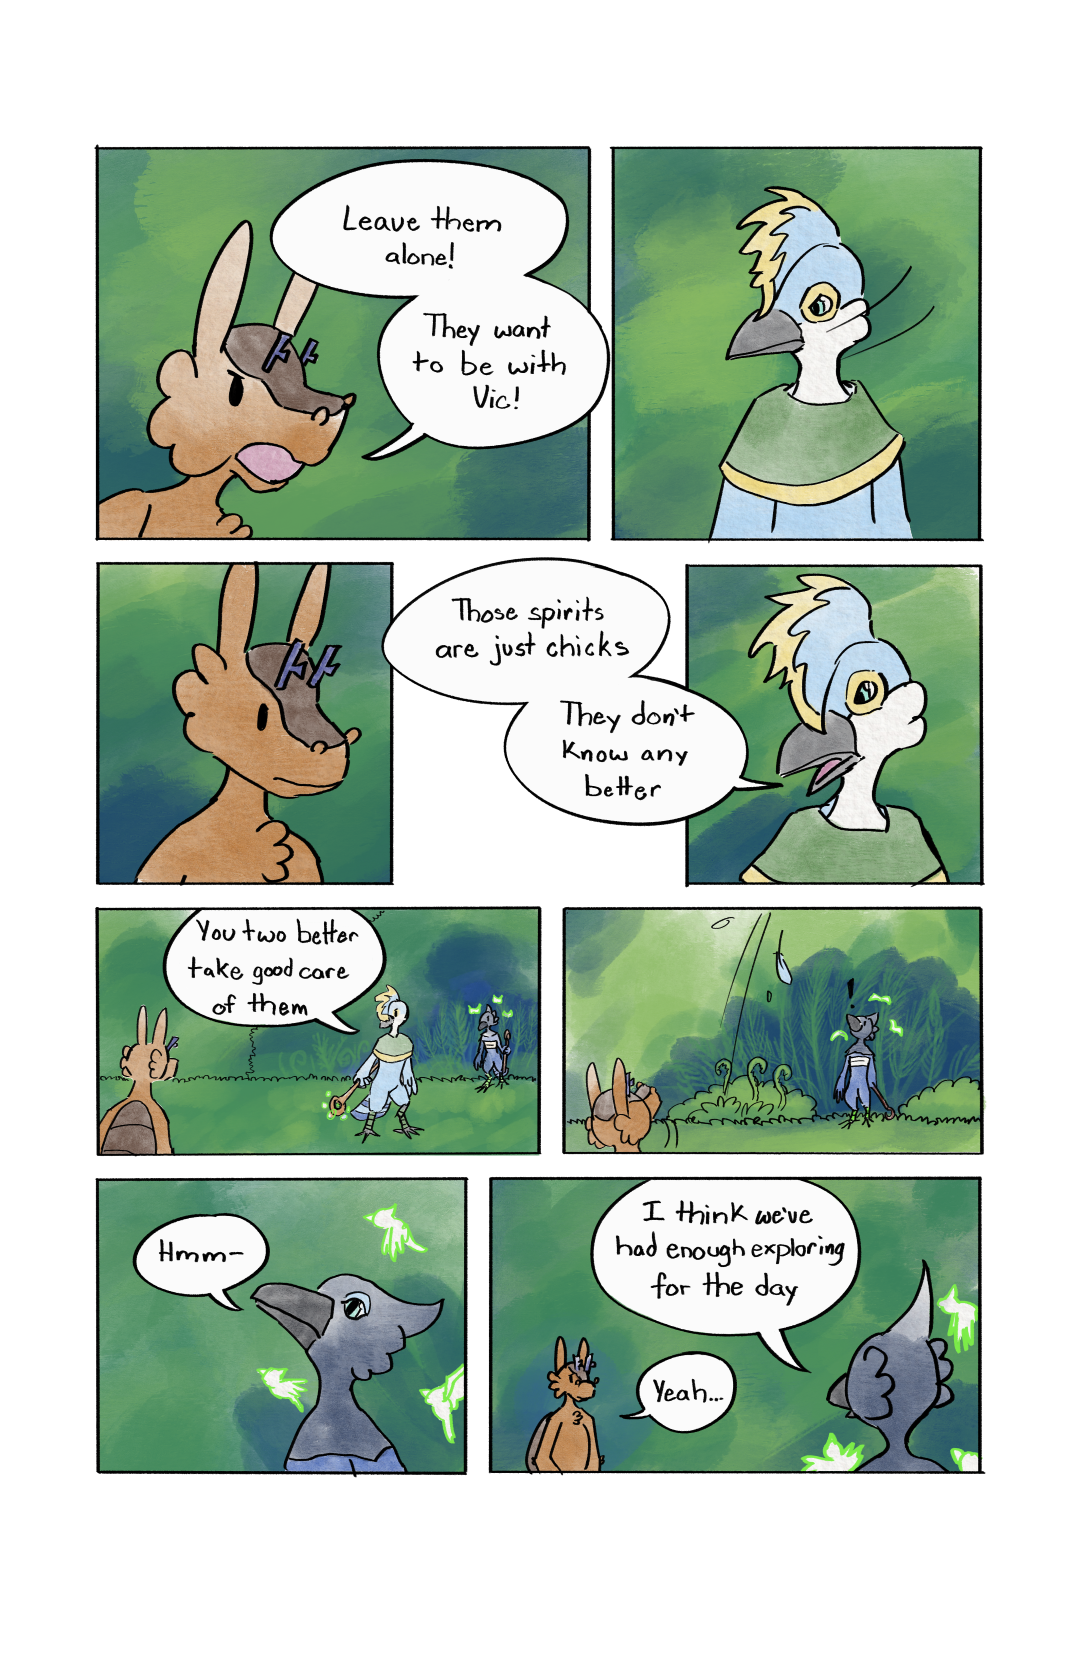 Leave them
alone!
They want
to be with
Vic!
Those spirits
are just chicks
They don't
know any
better
You two better
take good care
of them
!
Hmm-
I think we've
had enough exploring
for the day
Yeah...